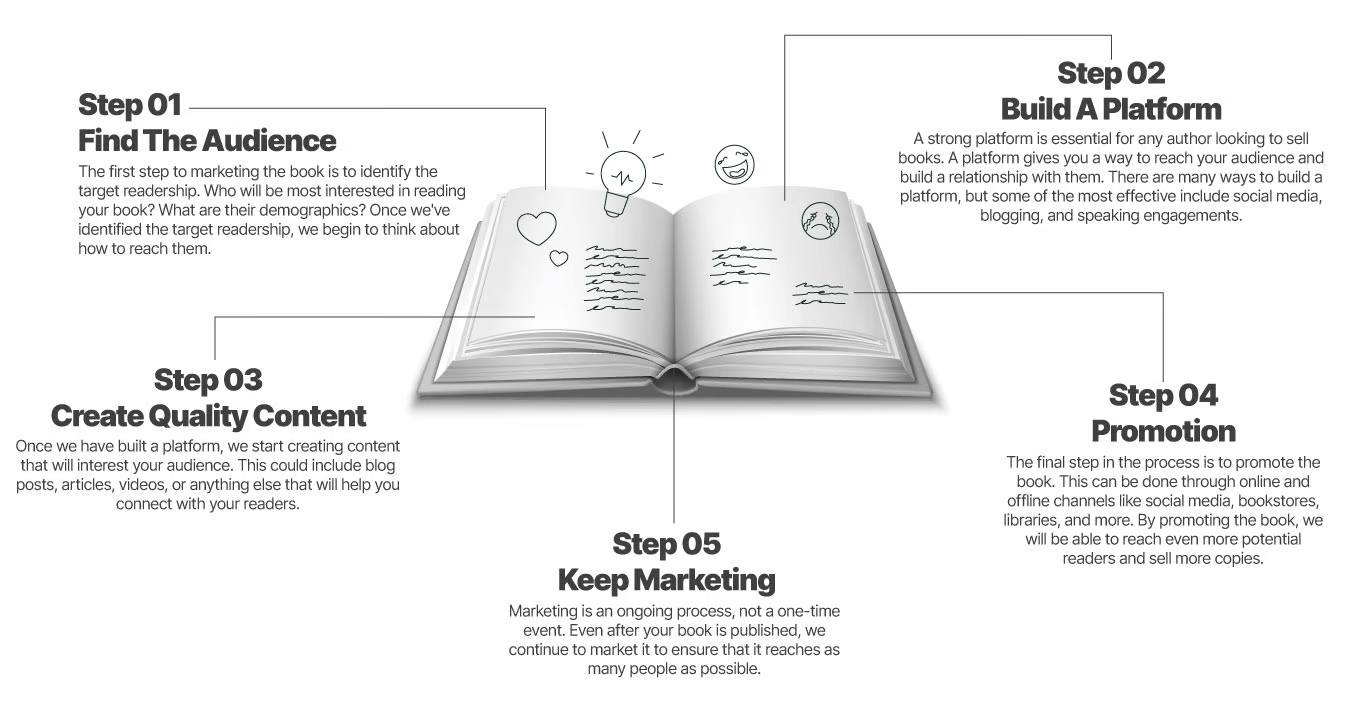 Step 01
Find The Audience
The first step to marketing the book is to identify the
target readership. Who will be most interested in reading
your book? What are their demographics? Once we've
identified the target readership, we begin to think about
how to reach them.
Step 02
Build A Platform
A strong platform is essential for any author looking to sell
books. A platform gives you a way to reach your audience and
build a relationship with them. There are many ways to build a
platform, but some of the most effective include social media,
blogging, and speaking engagements.
Step 03
Create Quality Content
Once we have built a platform, we start creating content
that will interest your audience. This could include blog
posts, articles, videos, or anything else that will help you
connect with your readers.
Step 04
Promotion
The final step in the process is to promote the
book. This can be done through online and
offline channels like social media, bookstores,
libraries, and more. By promoting the book, we
will be able to reach even more potential
readers and sell more copies.
Step 05
Keep Marketing
Marketing is an ongoing process, not a one-time
event. Even after your book is published, we
continue to market it to ensure that it reaches as
many people as possible.